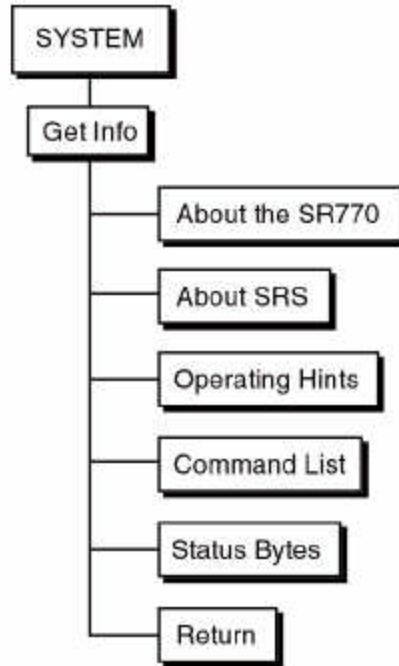 SYSTEM
Get Info
About the SR770
About SRS
Operating Hints
Command List
Status Bytes
Return